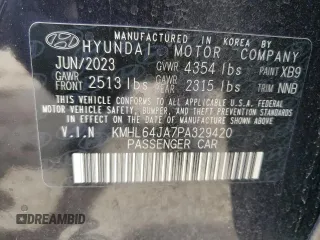 MANUFACTURED IN KOREA BY
HYUNDAI MOTOR COMPANY
JUN/2023 GVWR 4354 lbs PAINT XB9
GAWR FRONT 2513 lbs GAWR REAR 2315 lbs TRIM NNB
THIS VEHICLE CONFORMS TO ALL APPLICABLE
FEDERAL MOTOR VEHICLE SAFETY, BUMPER, AND
THEFT PREVENTION STANDARDS IN EFFECT ON
THE DATE OF MANUFACTURE SHOWN ABOVE.
V.I.N KMHL64JA7PA329420
PASSENGER CAR
AUTOBIDMASTER